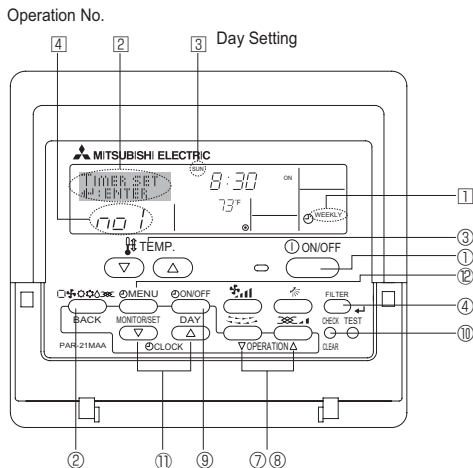 Operation No.
4 2 3 Day Setting
MITSUBISHI ELECTRIC
SUN
TIMER SET 8:30 ON
↵:ENTER
73°F
no 1 WEEKLY 1
TEMP. ON/OFF ③
▽ △ ①
⑫
MENU ON/OFF FILTER
④
BACK MONITOR/SET DAY CHECK TEST
PAR-21MAA ▽ △ ▽OPERATION△ ⑩
CLOCK CLEAR
② ⑪ ⑨ ⑦⑧